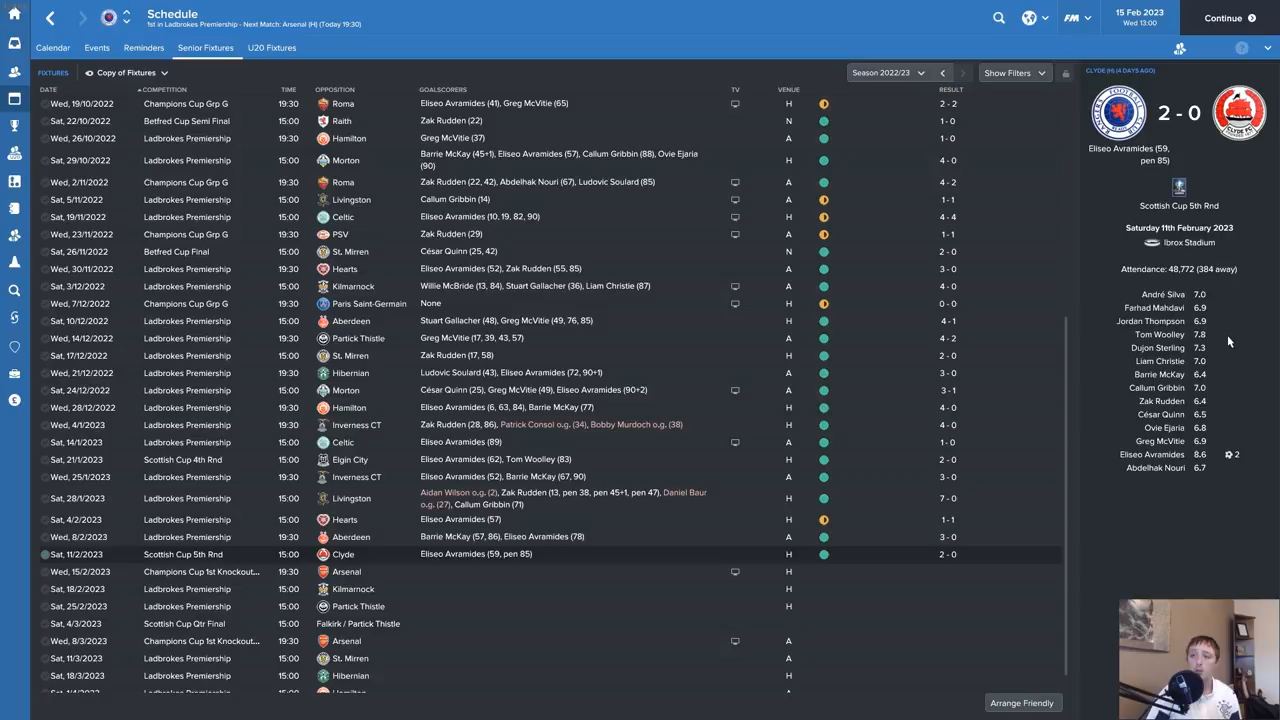 Schedule
1st in Ladbrokes Premiership - Next Match: Arsenal (H) (Today 19:30)
FM
15 Feb 2023
Wed 13:00
Continue
Calendar Events Reminders Senior Fixtures U20 Fixtures
FIXTURES Copy of Fixtures Season 2022/23 Show Filters
DATE COMPETITION TIME OPPOSITION GOALSCORERS TV VENUE RESULT
Wed, 19/10/2022 Champions Cup Grp G 19:30 Roma Eliseo Avramides (41), Greg McVitie (65) H 2 - 2
Sat, 22/10/2022 Betfred Cup Semi Final 15:00 Raith Zak Rudden (22) N 1 - 0
Wed, 26/10/2022 Ladbrokes Premiership 19:30 Hamilton Greg McVitie (37) A 1 - 0
Sat, 29/10/2022 Ladbrokes Premiership 15:00 Morton Barrie McKay (45+1), Eliseo Avramides (57), Callum Gribbin (88), Ovie Ejaria (90) H 4 - 0
Wed, 2/11/2022 Champions Cup Grp G 19:30 Roma Zak Rudden (22, 42), Abdelhak Nouri (67), Ludovic Soulard (85) A 4 - 2
Sat, 5/11/2022 Ladbrokes Premiership 15:00 Livingston Callum Gribbin (14) A 1 - 1
Sat, 19/11/2022 Ladbrokes Premiership 15:00 Celtic Eliseo Avramides (10, 19, 82, 90) H 4 - 4
Wed, 23/11/2022 Champions Cup Grp G 19:30 PSV Zak Rudden (29) A 1 - 1
Sat, 26/11/2022 Betfred Cup Final 15:00 St. Mirren César Quinn (25, 42) N 2 - 0
Wed, 30/11/2022 Ladbrokes Premiership 19:30 Hearts Eliseo Avramides (52), Zak Rudden (55, 85) A 3 - 0
Sat, 3/12/2022 Ladbrokes Premiership 15:00 Kilmarnock Willie McBride (13, 84), Stuart Gallacher (36), Liam Christie (87) A 4 - 0
Wed, 7/12/2022 Champions Cup Grp G 19:30 Paris Saint-Germain None H 0 - 0
Sat, 10/12/2022 Ladbrokes Premiership 15:00 Aberdeen Stuart Gallacher (48), Greg McVitie (49, 76, 85) H 4 - 1
Wed, 14/12/2022 Ladbrokes Premiership 19:30 Partick Thistle Greg McVitie (17, 39, 43, 57) A 4 - 2
Sat, 17/12/2022 Ladbrokes Premiership 15:00 St. Mirren Zak Rudden (17, 58) H 2 - 0
Wed, 21/12/2022 Ladbrokes Premiership 19:30 Hibernian Ludovic Soulard (43), Eliseo Avramides (72, 90+1) A 3 - 0
Sat, 24/12/2022 Ladbrokes Premiership 15:00 Morton César Quinn (25), Greg McVitie (49), Eliseo Avramides (90+2) A 3 - 1
Wed, 28/12/2022 Ladbrokes Premiership 19:30 Hamilton Eliseo Avramides (6, 63, 84), Barrie McKay (77) H 4 - 0
Wed, 4/1/2023 Ladbrokes Premiership 19:30 Inverness CT Zak Rudden (28, 86), Patrick Consol o.g. (34), Bobby Murdoch o.g. (38) H 4 - 0
Sat, 14/1/2023 Ladbrokes Premiership 15:00 Celtic Eliseo Avramides (89) A 1 - 0
Sat, 21/1/2023 Scottish Cup 4th Rnd 15:00 Elgin City Eliseo Avramides (62), Tom Woolley (83) H 2 - 0
Wed, 25/1/2023 Ladbrokes Premiership 19:30 Inverness CT Eliseo Avramides (52), Barrie McKay (67, 90) A 3 - 0
Sat, 28/1/2023 Ladbrokes Premiership 15:00 Livingston Aidan Wilson o.g. (2), Zak Rudden (13, pen 38, pen 45+1, pen 47), Daniel Baur o.g. (27), Callum Gribbin (71) H 7 - 0
Sat, 4/2/2023 Ladbrokes Premiership 15:00 Hearts Eliseo Avramides (57) H 1 - 1
Wed, 8/2/2023 Ladbrokes Premiership 19:30 Aberdeen Barrie McKay (57, 86), Eliseo Avramides (78) A 3 - 0
Sat, 11/2/2023 Scottish Cup 5th Rnd 15:00 Clyde Eliseo Avramides (59, pen 85) H 2 - 0
Wed, 15/2/2023 Champions Cup 1st Knockout... 19:30 Arsenal H
Sat, 18/2/2023 Ladbrokes Premiership 15:00 Kilmarnock H
Sat, 25/2/2023 Ladbrokes Premiership 15:00 Partick Thistle H
Sat, 4/3/2023 Scottish Cup Qtr Final 15:00 Falkirk / Partick Thistle
Wed, 8/3/2023 Champions Cup 1st Knockout... 19:30 Arsenal A
Sat, 11/3/2023 Ladbrokes Premiership 15:00 St. Mirren A
Sat, 18/3/2023 Ladbrokes Premiership 15:00 Hibernian H
Sat, 1/4/2023 Ladbrokes Premiership 15:00 Hamilton A
Arrange Friendly
CLYDE (H) (4 DAYS AGO)
2 - 0
Eliseo Avramides (59,
pen 85)
Scottish Cup 5th Rnd
Saturday 11th February 2023
Ibrox Stadium
Attendance: 48,772 (384 away)
André Silva 7.0
Farhad Mahdavi 6.9
Jordan Thompson 6.9
Tom Woolley 7.8
Dujon Sterling 7.3
Liam Christie 7.0
Barrie McKay 6.4
Callum Gribbin 7.0
Zak Rudden 6.4
César Quinn 6.5
Ovie Ejaria 6.8
Greg McVitie 6.9
Eliseo Avramides 8.6 2
Abdelhak Nouri 6.7